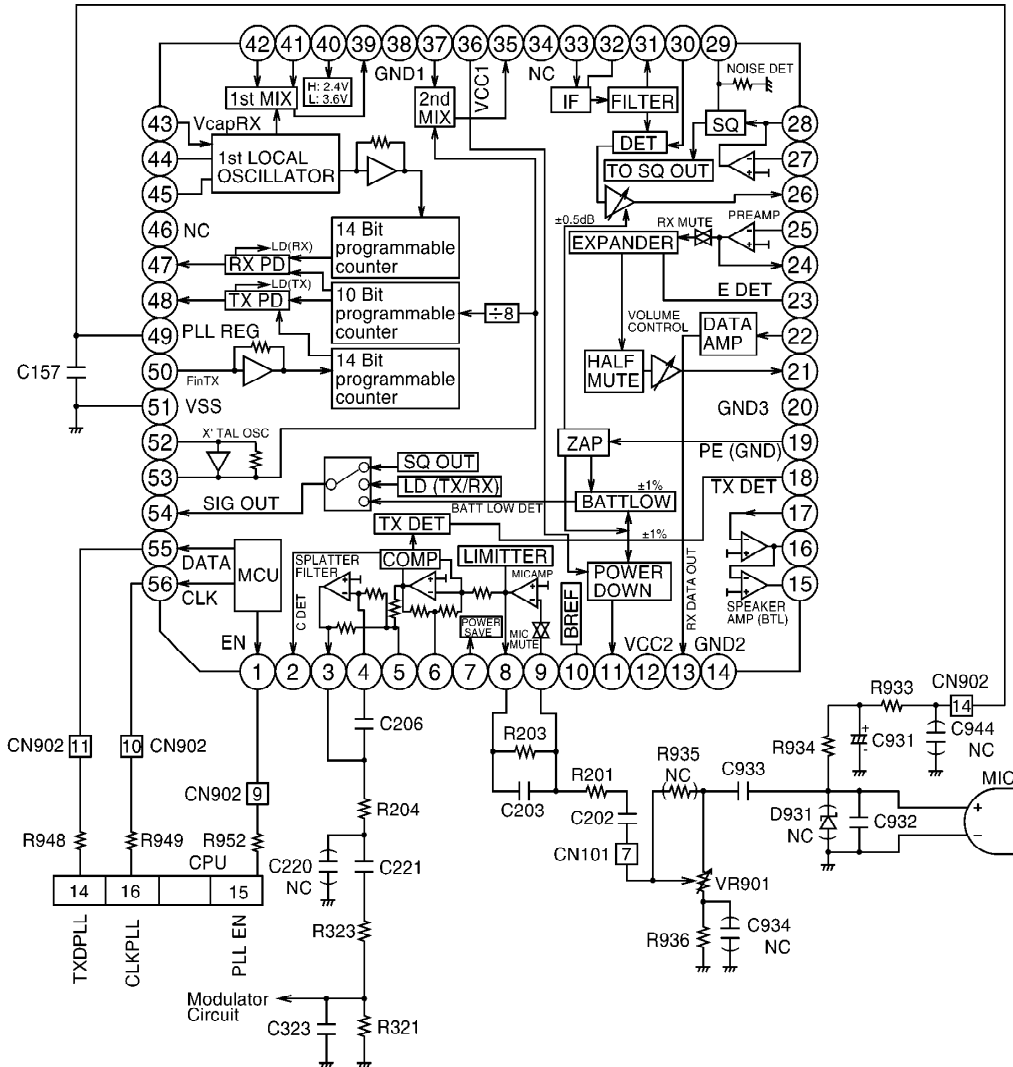 42 41 40 39 38 37 36 35 34 33 32 31 30 29
GND1
VCC1
NC
H: 2.4V
L: 3.6V
1st MIX
2nd
MIX
IF
FILTER
NOISE DET
SQ
DET
TO SQ OUT
43
VcapRX
44
1st LOCAL
OSCILLATOR
45
46
NC
47
RX PD
LD(RX)
14 Bit
programmable
counter
48
TX PD
LD(TX)
10 Bit
programmable
counter
÷8
49
PLL REG
50
FinTX
14 Bit
programmable
counter
51
VSS
C157
52
X' TAL OSC
53
54
SIG OUT
SQ OUT
LD (TX/RX)
BATT LOW DET
55
DATA
56
CLK
MCU
EN
28
27
26
±0.5dB
EXPANDER
RX MUTE
PREAMP
25
24
E DET
23
VOLUME
CONTROL
DATA
AMP
22
HALF
MUTE
21
GND3
20
ZAP
PE (GND)
19
BATTLOW
±1%
TX DET
18
±1%
17
16
15
SPEAKER
AMP (BTL)
RX DATA OUT
POWER
DOWN
TX DET
SPLATTER
FILTER
COMP
LIMITTER
MICAMP
C DET
POWER
SAVE
MIC
MUTE
BREF
VCC2
GND2
1 2 3 4 5 6 7 8 9 10 11 12 13 14
CN902 11
10 CN902
CN902 9
R948
R949
R952
CPU
14 16 15
TXDPLL
CLKPLL
PLL EN
C206
R204
C220
NC
C221
R323
Modulator
Circuit
C323
R321
R203
C203
R201
C202
CN101 7
R935
(NC)
C933
VR901
R936
C934
NC
R933
CN902
14
R934
C931
+
-
C944
NC
D931
NC
C932
MIC
+
−